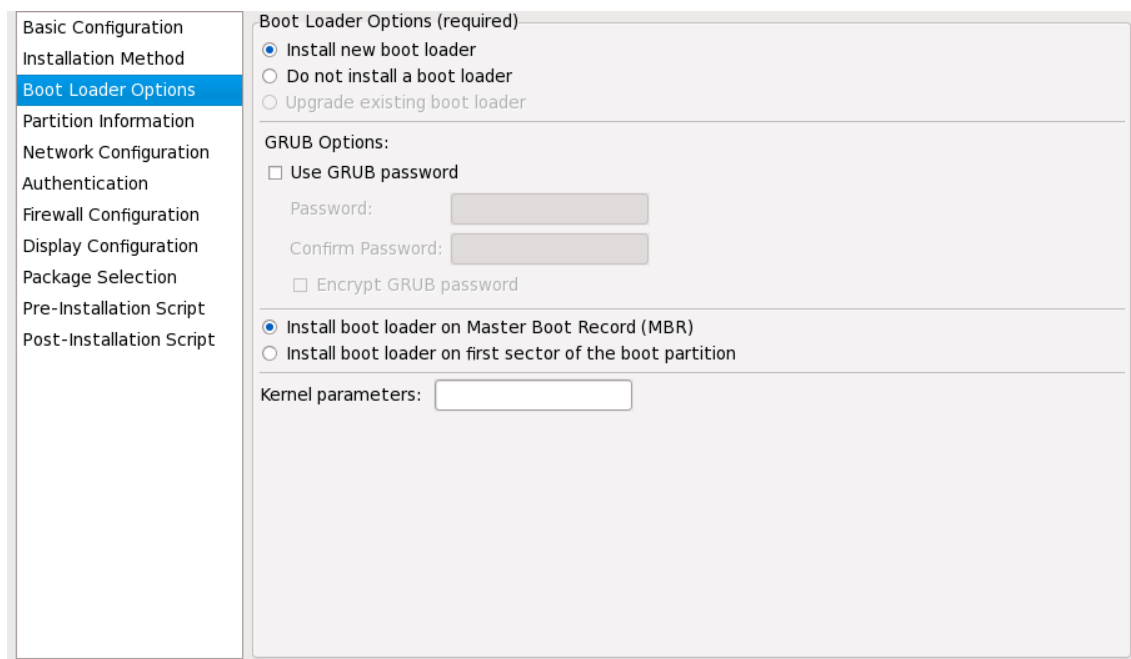 Basic Configuration
Installation Method
Boot Loader Options
Partition Information
Network Configuration
Authentication
Firewall Configuration
Display Configuration
Package Selection
Pre-Installation Script
Post-Installation Script
Boot Loader Options (required)
Install new boot loader
Do not install a boot loader
Upgrade existing boot loader
GRUB Options:
Use GRUB password
Password:
Confirm Password:
Encrypt GRUB password
Install boot loader on Master Boot Record (MBR)
Install boot loader on first sector of the boot partition
Kernel parameters: